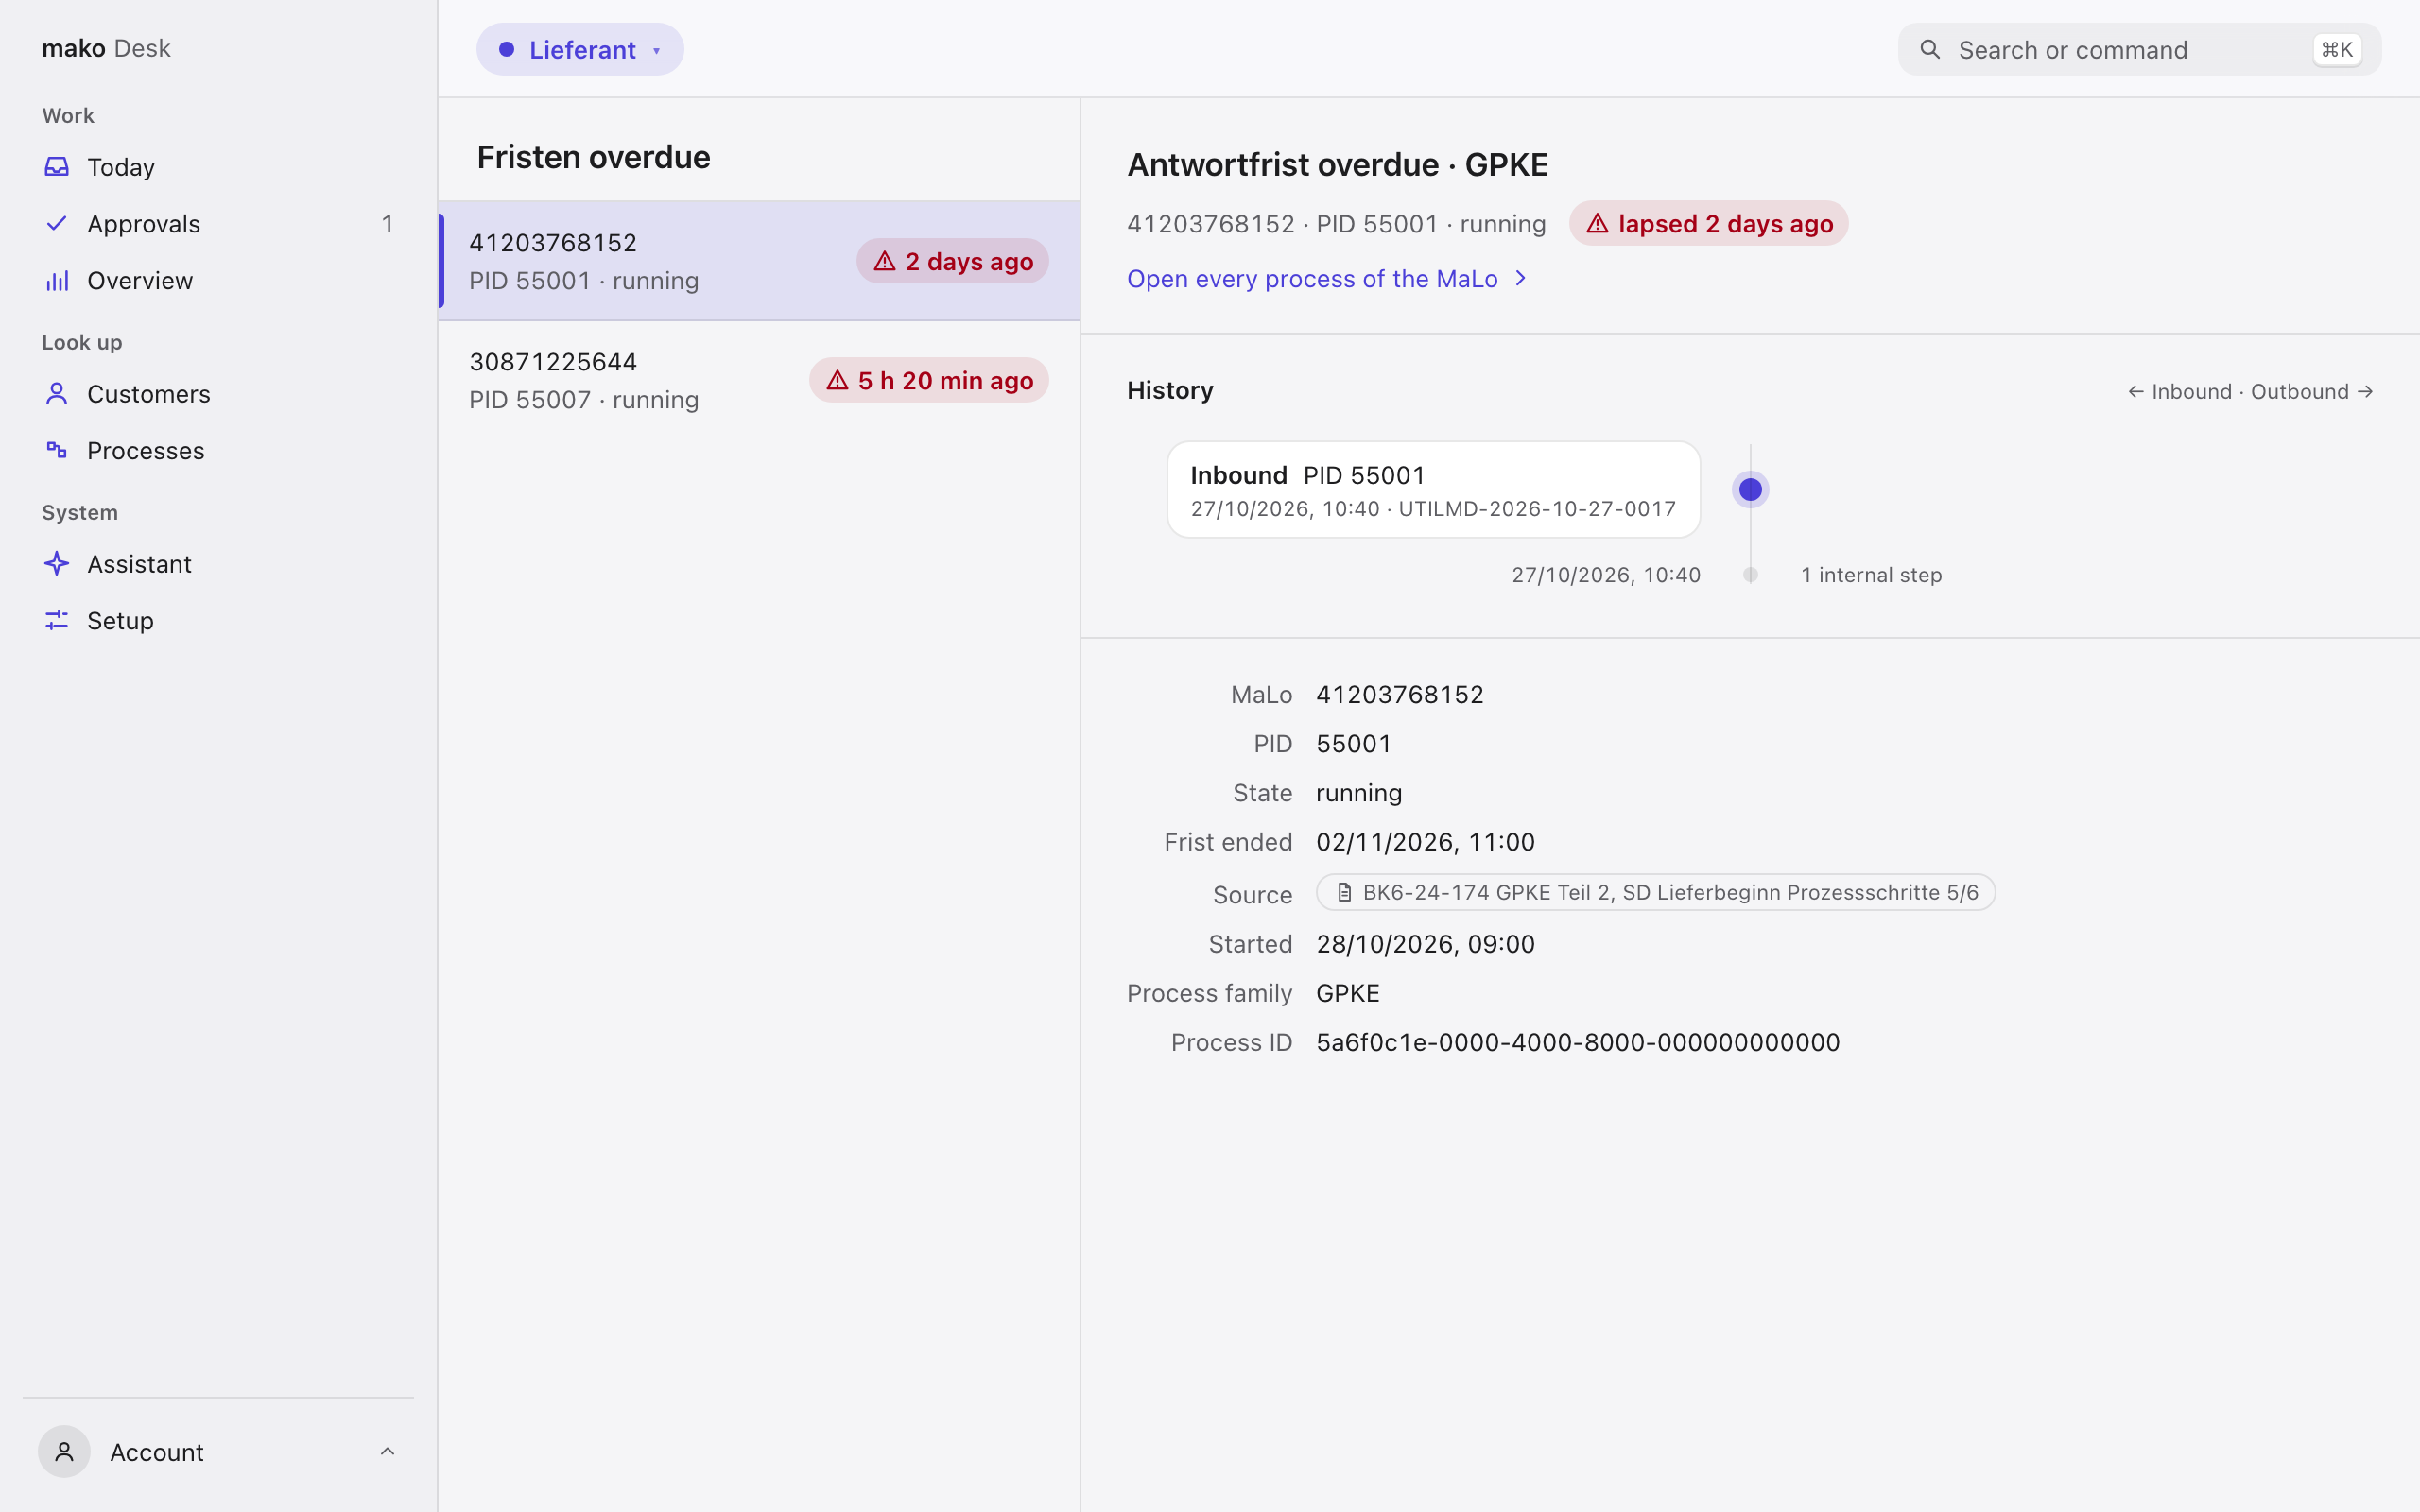 mako Desk
Work
Today
Approvals 1
Overview
Look up
Customers
Processes
System
Assistant
Setup
Account
Lieferant
Search or command ⌘K
Fristen overdue
41203768152
PID 55001 · running
2 days ago
30871225644
PID 55007 · running
5 h 20 min ago
Antwortfrist overdue · GPKE
41203768152 · PID 55001 · running
lapsed 2 days ago
Open every process of the MaLo
History
← Inbound · Outbound →
Inbound PID 55001
27/10/2026, 10:40 · UTILMD-2026-10-27-0017
27/10/2026, 10:40
1 internal step
MaLo 41203768152
PID 55001
State running
Frist ended 02/11/2026, 11:00
Source BK6-24-174 GPKE Teil 2, SD Lieferbeginn Prozessschritte 5/6
Started 28/10/2026, 09:00
Process family GPKE
Process ID 5a6f0c1e-0000-4000-8000-000000000000